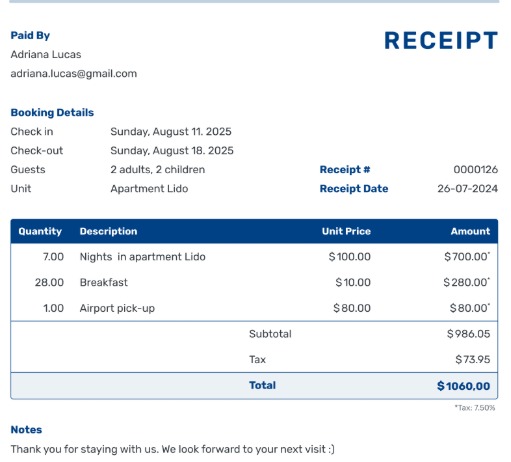 Paid By
RECEIPT
Adriana Lucas
adriana.lucas@gmail.com
Booking Details
Check in Sunday, August 11. 2025
Check-out Sunday, August 18. 2025
Guests 2 adults, 2 children Receipt # 0000126
Unit Apartment Lido Receipt Date 26-07-2024
Quantity Description Unit Price Amount
7.00 Nights in apartment Lido $100.00 $700.00*
28.00 Breakfast $10.00 $280.00*
1.00 Airport pick-up $80.00 $80.00*
Subtotal $986.05
Tax $73.95
Total $1060,00
*Tax: 7.50%
Notes
Thank you for staying with us. We look forward to your next visit :)